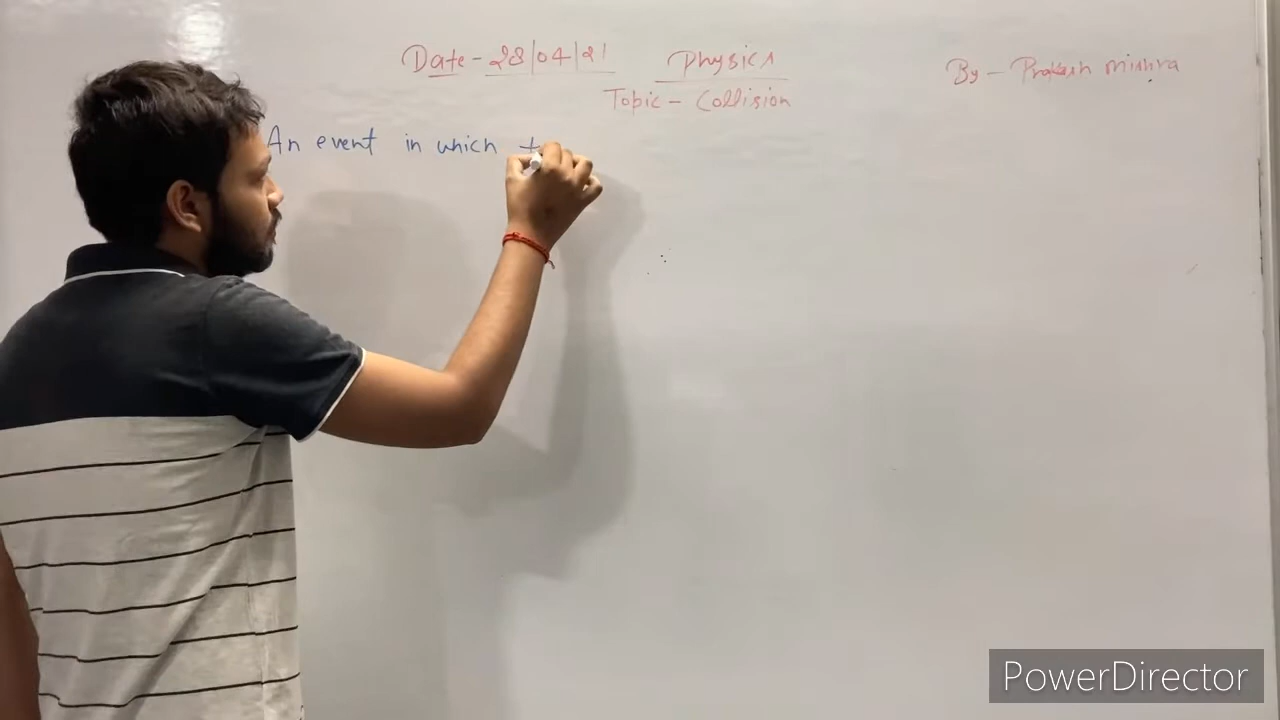 Date - 28/04/21 Physics By - Prakash Mishra
Topic - Collision
An event in which t
PowerDirector